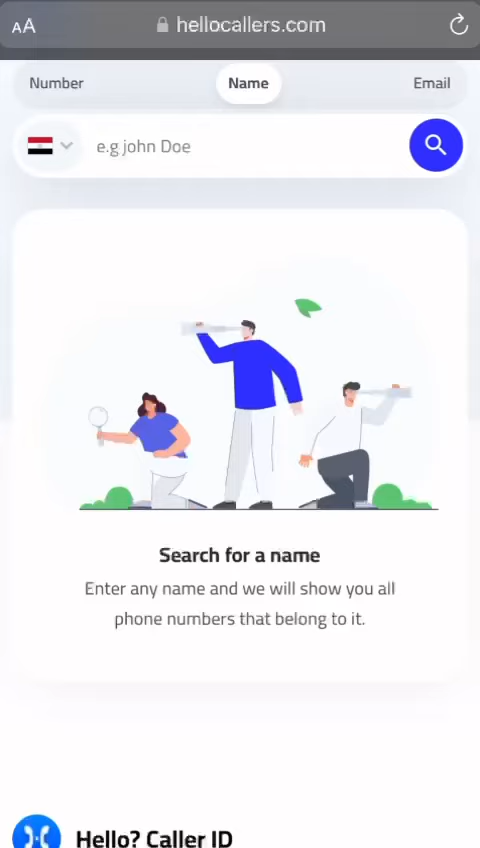 AA hellocallers.com
Number Name Email
e.g john Doe
Search for a name
Enter any name and we will show you all
phone numbers that belong to it.
Hello? Caller ID